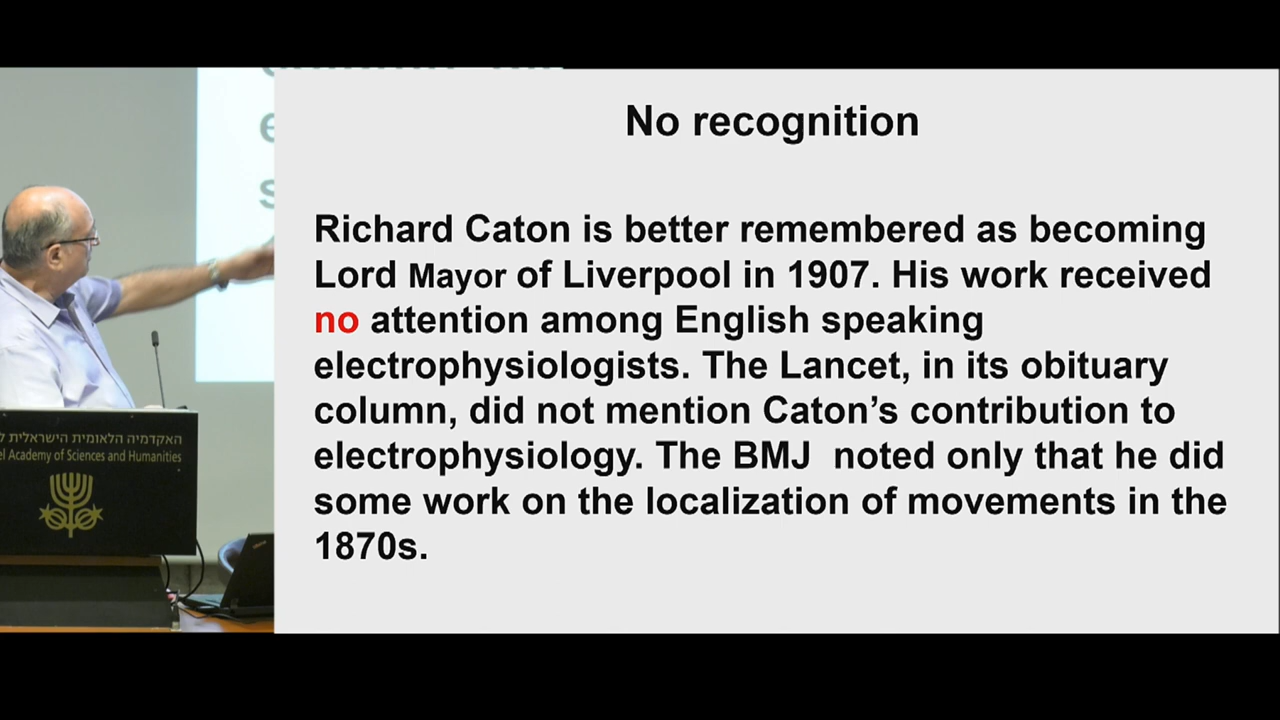 No recognition
Richard Caton is better remembered as becoming
Lord Mayor of Liverpool in 1907. His work received
no attention among English speaking
electrophysiologists. The Lancet, in its obituary
column, did not mention Caton’s contribution to
electrophysiology. The BMJ  noted only that he did
some work on the localization of movements in the
1870s.
האקדמיה הלאומית הישראלית
Academy of Sciences and Humanities